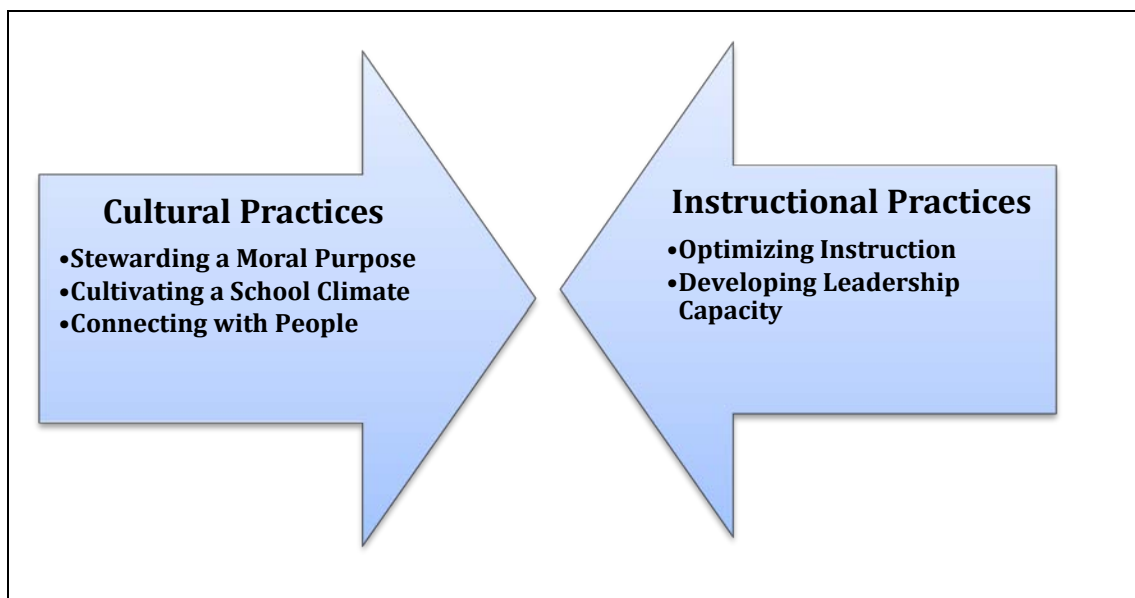 Cultural Practices
•Stewarding a Moral Purpose
•Cultivating a School Climate
•Connecting with People
Instructional Practices
•Optimizing Instruction
•Developing Leadership
Capacity